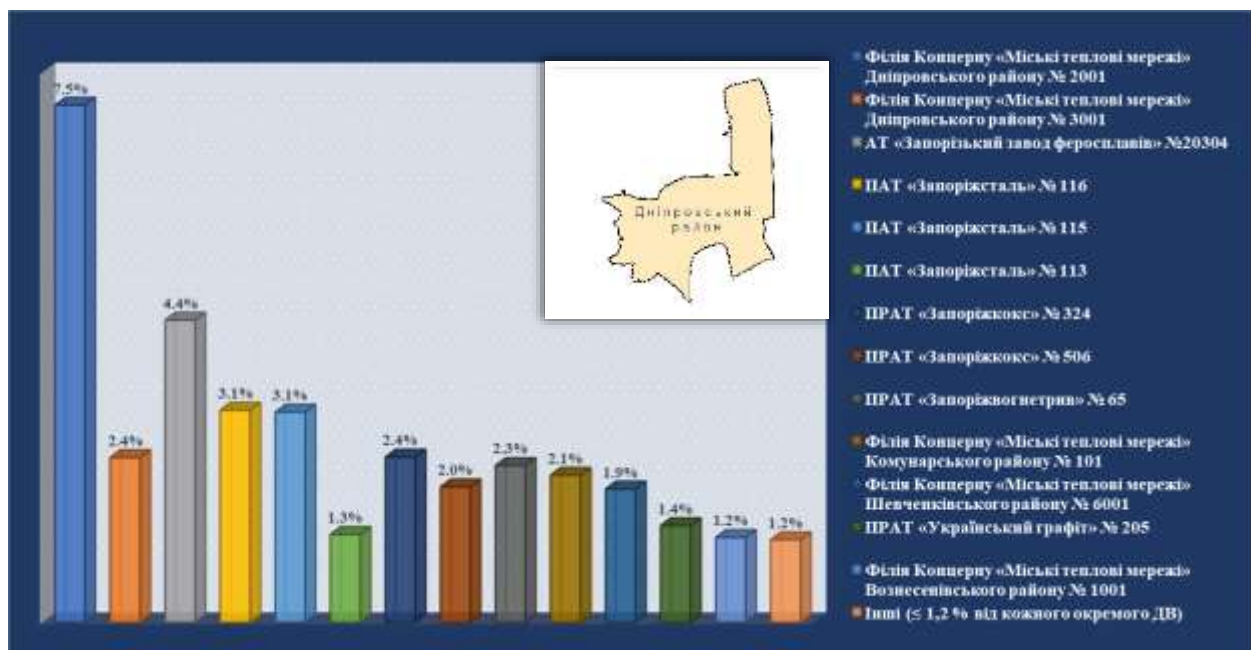 7.5%
2.4%
4.4%
3.1%
3.1%
1.3%
2.4%
2.0%
2.3%
2.1%
1.9%
1.4%
1.2%
1.2%
Дніпровський
район
Філія Концерну «Міські теплові мережі»
Дніпровського району № 2001
Філія Концерну «Міські теплові мережі»
Дніпровського району № 3001
АТ «Запорізький завод феросплавів» №20304
ПАТ «Запоріжсталь» № 116
ПАТ «Запоріжсталь» № 115
ПАТ «Запоріжсталь» № 113
ПРАТ «Запоріжкокс» № 324
ПРАТ «Запоріжкокс» № 506
ПРАТ «Запоріжвогнетрив» № 65
Філія Концерну «Міські теплові мережі»
Комунарського району № 101
Філія Концерну «Міські теплові мережі»
Шевченківського району № 6001
ПРАТ «Український графіт» № 205
Філія Концерну «Міські теплові мережі»
Вознесенівського району № 1001
Інші (≤ 1,2 % від кожного окремого ДВ)